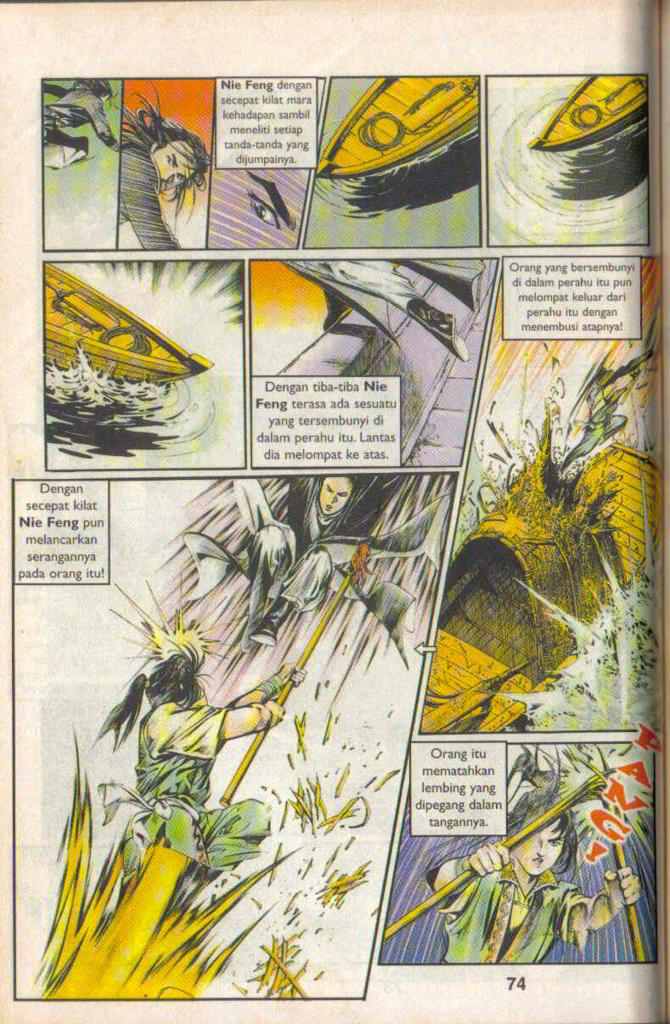 Nie Feng dengan
secepat kilat mara
kehadapan sambil
meneliti setiap
tanda-tanda yang
dijumpainya.
Dengan tiba-tiba Nie
Feng terasa ada sesuatu
yang tersembunyi di
dalam perahu itu. Lantas
dia melompat ke atas.
Orang yang bersembunyi
di dalam perahu itu pun
melompat keluar dari
perahu itu dengan
menembusi atapnya!
Dengan
secepat kilat
Nie Feng pun
melancarkan
serangannya
pada orang itu!
Orang itu
mematahkan
lembing yang
dipegang dalam
tangannya.
PANG!
74